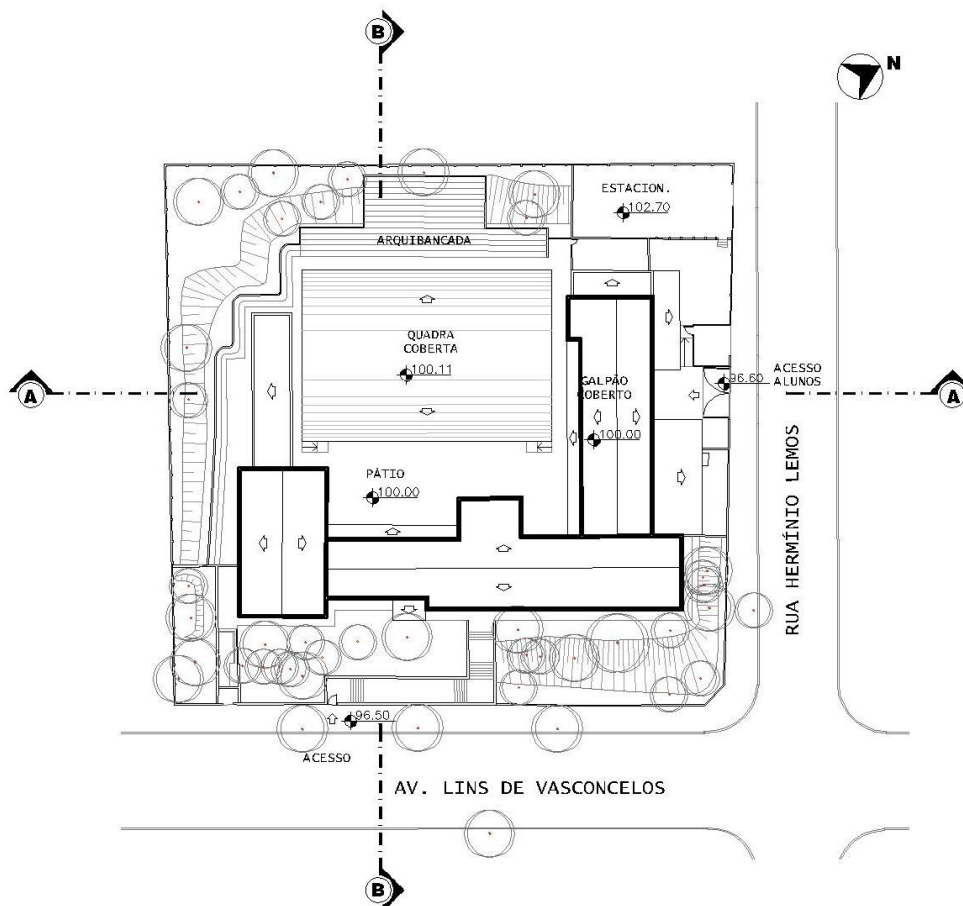 B
N
ESTACION.
102.70
ARQUIBANCADA
QUADRA
COBERTA
100.11
GALPÃO
COBERTO
100.00
ACESSO
ALUNOS
96.60
A
A
PÁTIO
100.00
RUA HERMÍNIO LEMOS
96.50
ACESSO
AV. LINS DE VASCONCELOS
B